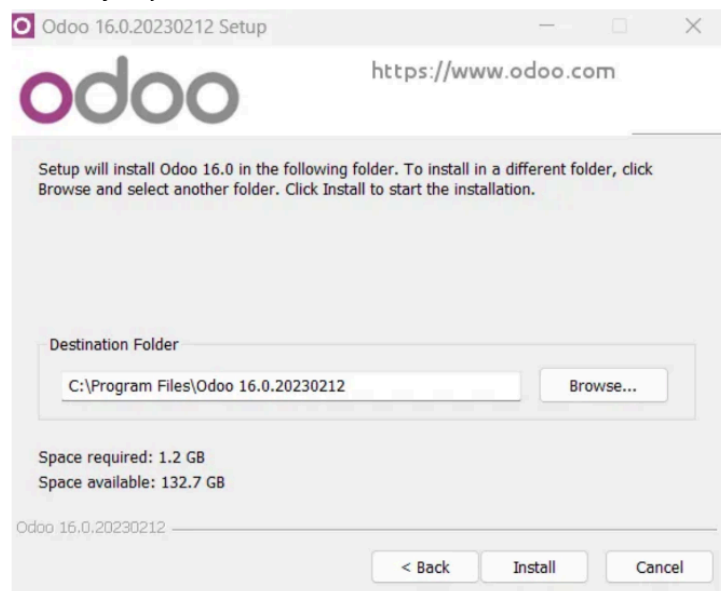 Odoo 16.0.20230212 Setup
odoo
https://www.odoo.com
Setup will install Odoo 16.0 in the following folder. To install in a different folder, click
Browse and select another folder. Click Install to start the installation.
Destination Folder
C:\Program Files\Odoo 16.0.20230212
Browse...
Space required: 1.2 GB
Space available: 132.7 GB
Odoo 16.0.20230212
< Back
Install
Cancel